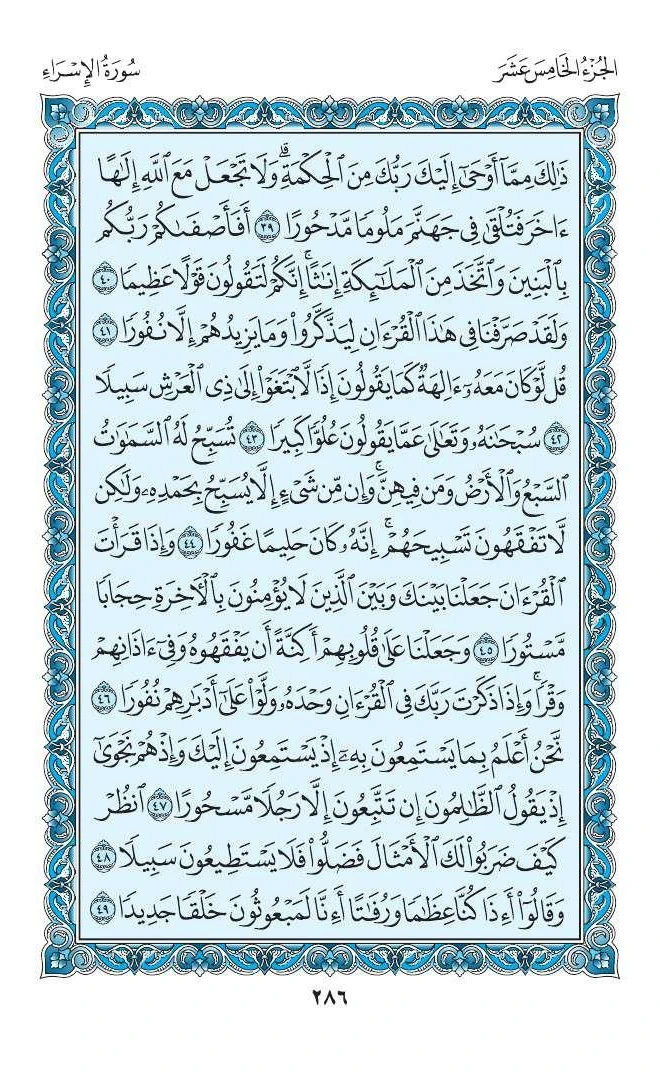 الجُزْءُ الخَامِسَ عَشَرَ
سُورَةُ الإِسْرَاءِ
ذَٰلِكَ مِمَّآ أَوْحَىٰٓ إِلَيْكَ رَبُّكَ مِنَ ٱلْحِكْمَةِ ۗ وَلَا تَجْعَلْ مَعَ ٱللَّهِ إِلَٰهًا
ءَاخَرَ فَتُلْقَىٰ فِى جَهَنَّمَ مَلُومًا مَّدْحُورًا ٣٩ أَفَأَصْفَىٰكُمْ رَبُّكُم
بِٱلْبَنِينَ وَٱتَّخَذَ مِنَ ٱلْمَلَٰٓئِكَةِ إِنَٰثًا ۚ إِنَّكُمْ لَتَقُولُونَ قَوْلًا عَظِيمًا ٤٠
وَلَقَدْ صَرَّفْنَا فِى هَٰذَا ٱلْقُرْءَانِ لِيَذَّكَّرُوا۟ وَمَا يَزِيدُهُمْ إِلَّا نُفُورًا ٤١
قُل لَّوْ كَانَ مَعَهُۥٓ ءَالِهَةٌ كَمَا يَقُولُونَ إِذًا لَّٱبْتَغَوْا۟ إِلَىٰ ذِى ٱلْعَرْشِ سَبِيلًا
٤٢ سُبْحَٰنَهُۥ وَتَعَٰلَىٰ عَمَّا يَقُولُونَ عُلُوًّا كَبِيرًا ٤٣ تُسَبِّحُ لَهُ ٱلسَّمَٰوَٰتُ
ٱلسَّبْعُ وَٱلْأَرْضُ وَمَن فِيهِنَّ ۚ وَإِن مِّن شَىْءٍ إِلَّا يُسَبِّحُ بِحَمْدِهِۦ وَلَٰكِن
لَّا تَفْقَهُونَ تَسْبِيحَهُمْ ۗ إِنَّهُۥ كَانَ حَلِيمًا غَفُورًا ٤٤ وَإِذَا قَرَأْتَ
ٱلْقُرْءَانَ جَعَلْنَا بَيْنَكَ وَبَيْنَ ٱلَّذِينَ لَا يُؤْمِنُونَ بِٱلْءَاخِرَةِ حِجَابًا
مَّسْتُورًا ٤٥ وَجَعَلْنَا عَلَىٰ قُلُوبِهِمْ أَكِنَّةً أَن يَفْقَهُوهُ وَفِىٓ ءَاذَانِهِمْ
وَقْرًا ۚ وَإِذَا ذَكَرْتَ رَبَّكَ فِى ٱلْقُرْءَانِ وَحْدَهُۥ وَلَّوْا۟ عَلَىٰٓ أَدْبَٰرِهِمْ نُفُورًا ٤٦
نَّحْنُ أَعْلَمُ بِمَا يَسْتَمِعُونَ بِهِۦٓ إِذْ يَسْتَمِعُونَ إِلَيْكَ وَإِذْ هُمْ نَجْوَىٰٓ
إِذْ يَقُولُ ٱلظَّٰلِمُونَ إِن تَتَّبِعُونَ إِلَّا رَجُلًا مَّسْحُورًا ٤٧ ٱنظُرْ
كَيْفَ ضَرَبُوا۟ لَكَ ٱلْأَمْثَالَ فَضَلُّوا۟ فَلَا يَسْتَطِيعُونَ سَبِيلًا ٤٨
وَقَالُوٓا۟ أَءِذَا كُنَّا عِظَٰمًا وَرُفَٰتًا أَءِنَّا لَمَبْعُوثُونَ خَلْقًا جَدِيدًا ٤٩
٢٨٦